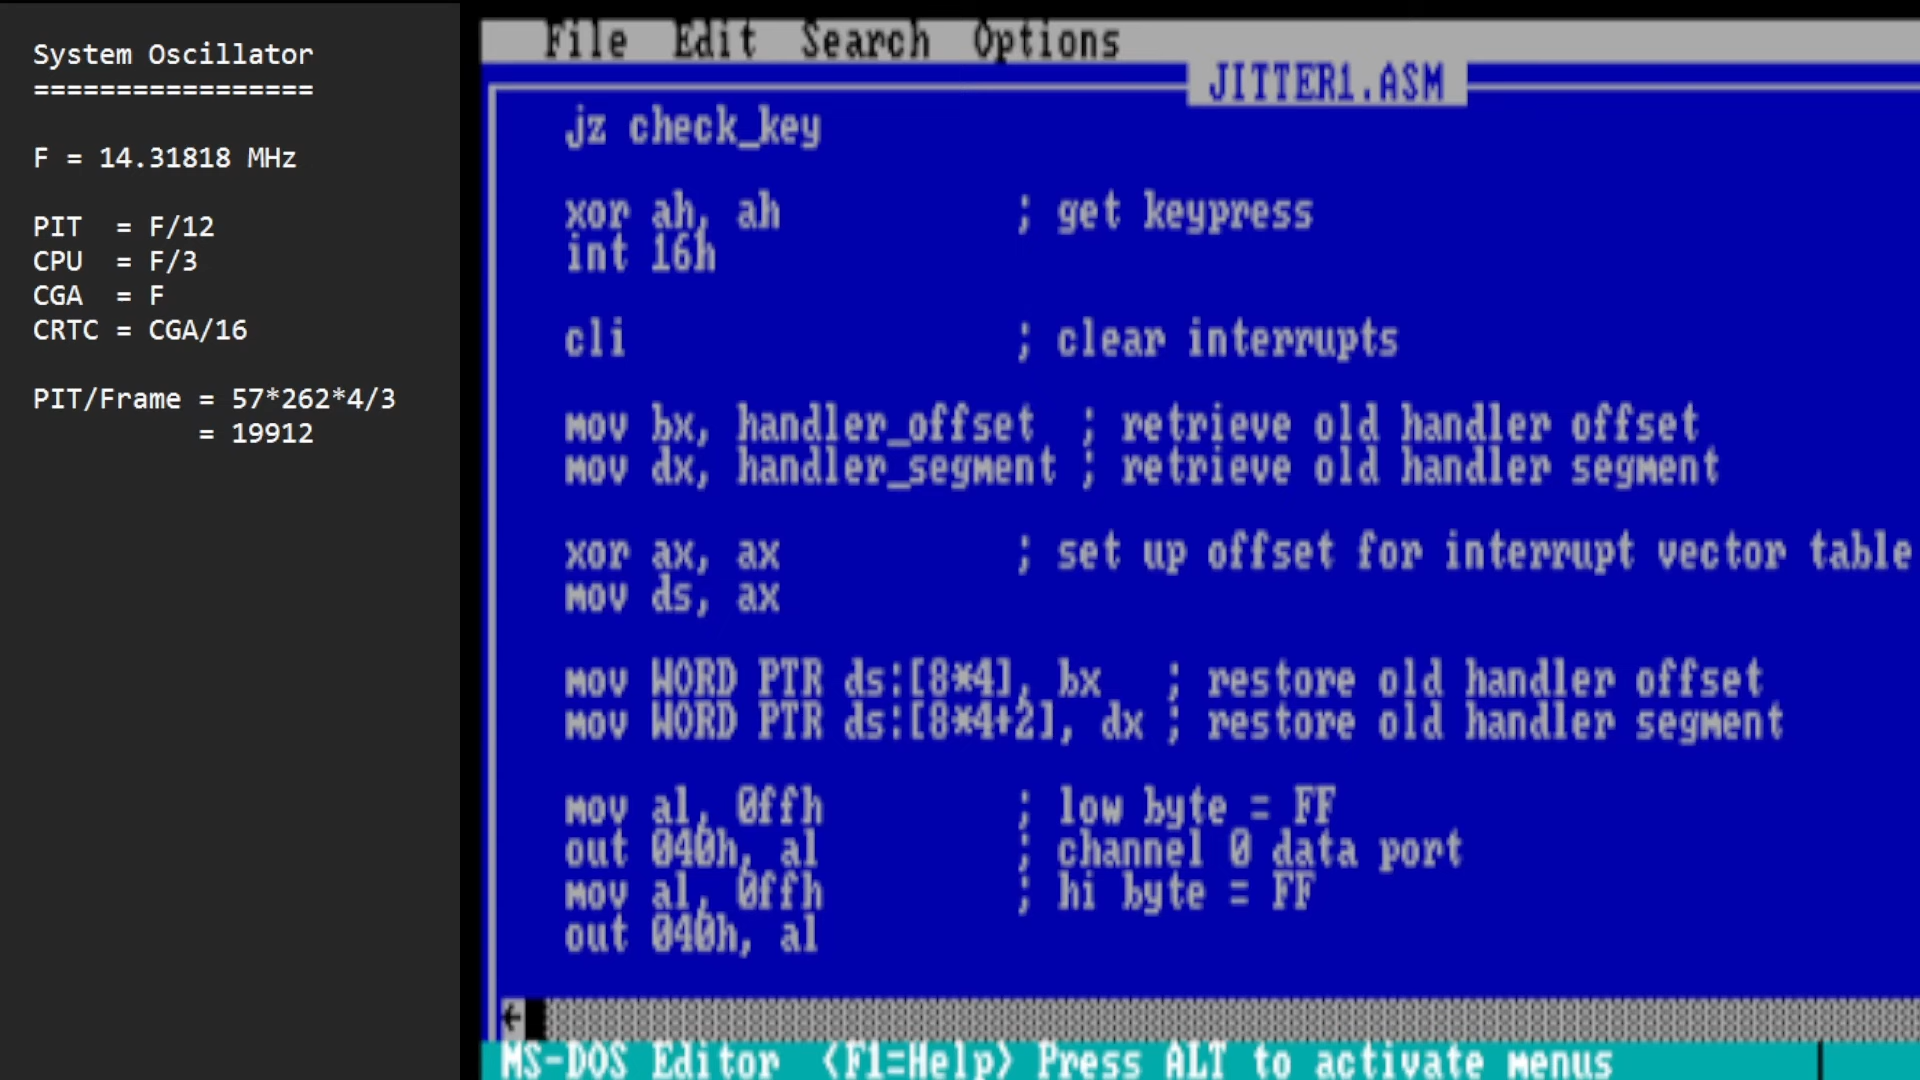 System Oscillator
=================
F = 14.31818 MHz
PIT  = F/12
CPU  = F/3
CGA  = F
CRTC = CGA/16
PIT/Frame = 57*262*4/3
          = 19912
File  Edit  Search  Options
JITTER1.ASM
jz check_key
xor ah, ah           ; get keypress
int 16h
cli                  ; clear interrupts
mov bx, handler_offset  ; retrieve old handler offset
mov dx, handler_segment ; retrieve old handler segment
xor ax, ax           ; set up offset for interrupt vector table
mov ds, ax
mov WORD PTR ds:[8*4], bx   ; restore old handler offset
mov WORD PTR ds:[8*4+2], dx ; restore old handler segment
mov al, 0ffh         ; low byte = FF
out 040h, al         ; channel 0 data port
mov al, 0ffh         ; hi byte = FF
out 040h, al
←
MS-DOS Editor  <F1=Help> Press ALT to activate menus